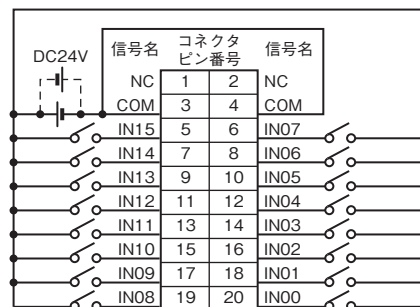 DC24V
信号名 コネクタ ピン番号 信号名
NC 1 2 NC
COM 3 4 COM
IN15 5 6 IN07
IN14 7 8 IN06
IN13 9 10 IN05
IN12 11 12 IN04
IN11 13 14 IN03
IN10 15 16 IN02
IN09 17 18 IN01
IN08 19 20 IN00